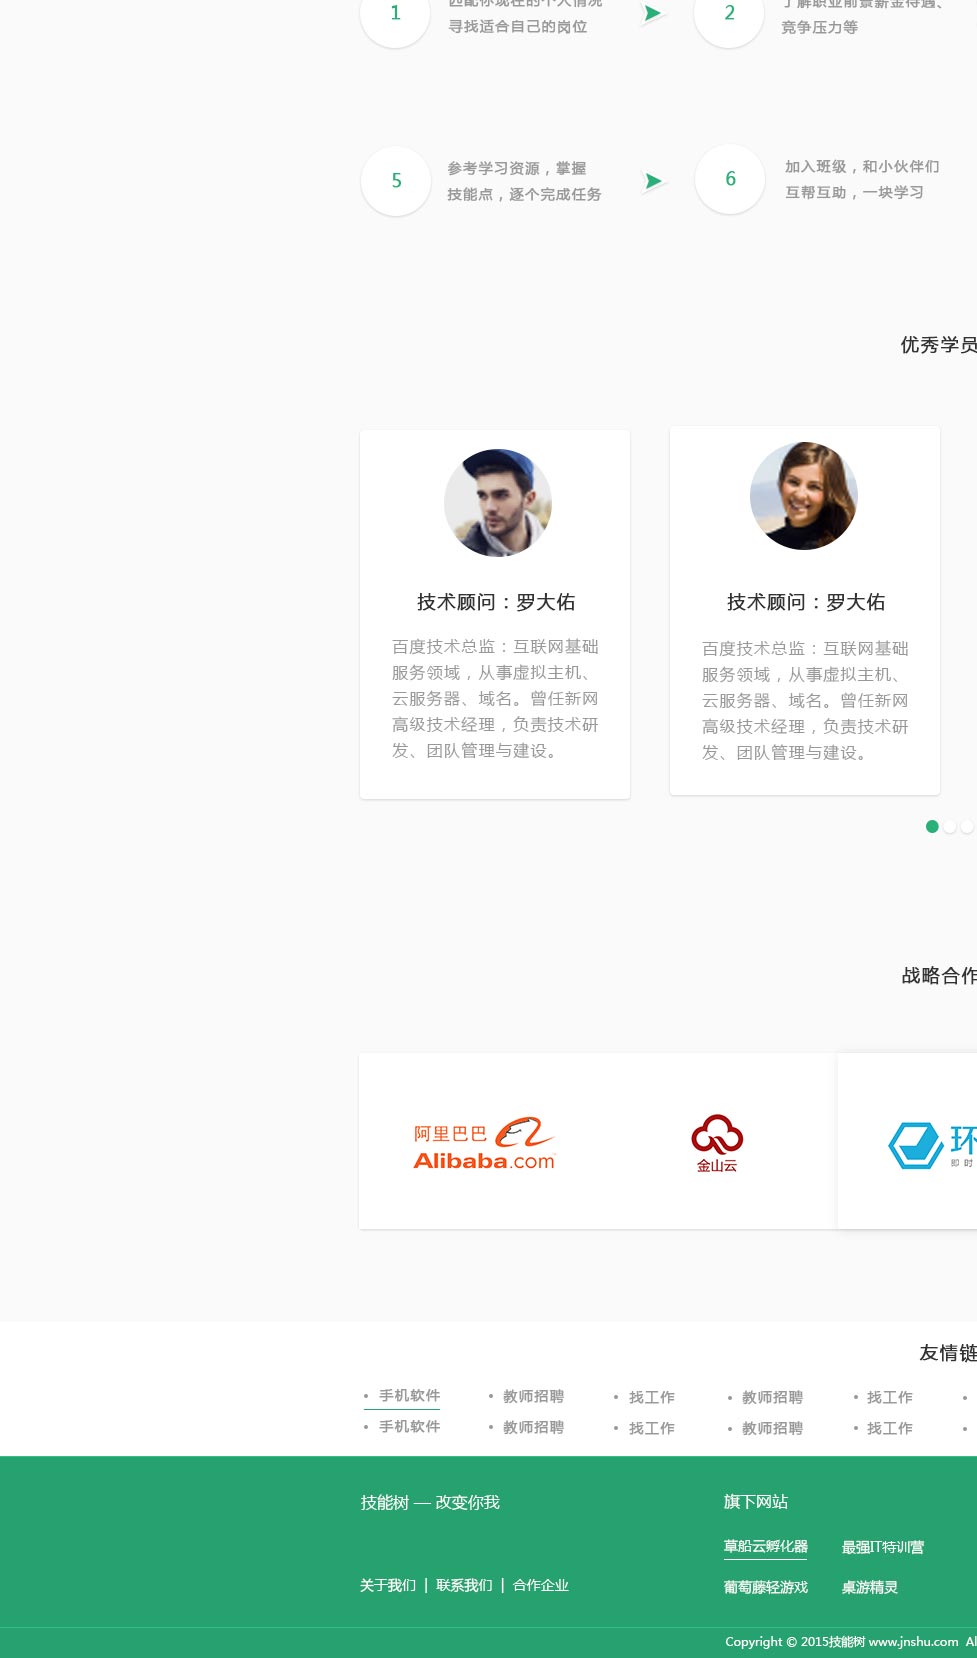 1
匹配你现在的个人情况
寻找适合自己的岗位
2
了解职业前景薪金待遇、
竞争压力等
5
参考学习资源，掌握
技能点，逐个完成任务
6
加入班级，和小伙伴们
互帮互助，一块学习
优秀学员
技术顾问：罗大佑
百度技术总监：互联网基础
服务领域，从事虚拟主机、
云服务器、域名。曾任新网
高级技术经理，负责技术研
发、团队管理与建设。
技术顾问：罗大佑
百度技术总监：互联网基础
服务领域，从事虚拟主机、
云服务器、域名。曾任新网
高级技术经理，负责技术研
发、团队管理与建设。
战略合作
阿里巴巴
Alibaba.com
金山云
环
即时
友情链
• 手机软件 • 教师招聘 • 找工作 • 教师招聘 • 找工作 •
• 手机软件 • 教师招聘 • 找工作 • 教师招聘 • 找工作 •
技能树 — 改变你我
关于我们 | 联系我们 | 合作企业
旗下网站
草船云孵化器 最强IT特训营
葡萄藤轻游戏 桌游精灵
Copyright © 2015技能树 www.jnshu.com Al